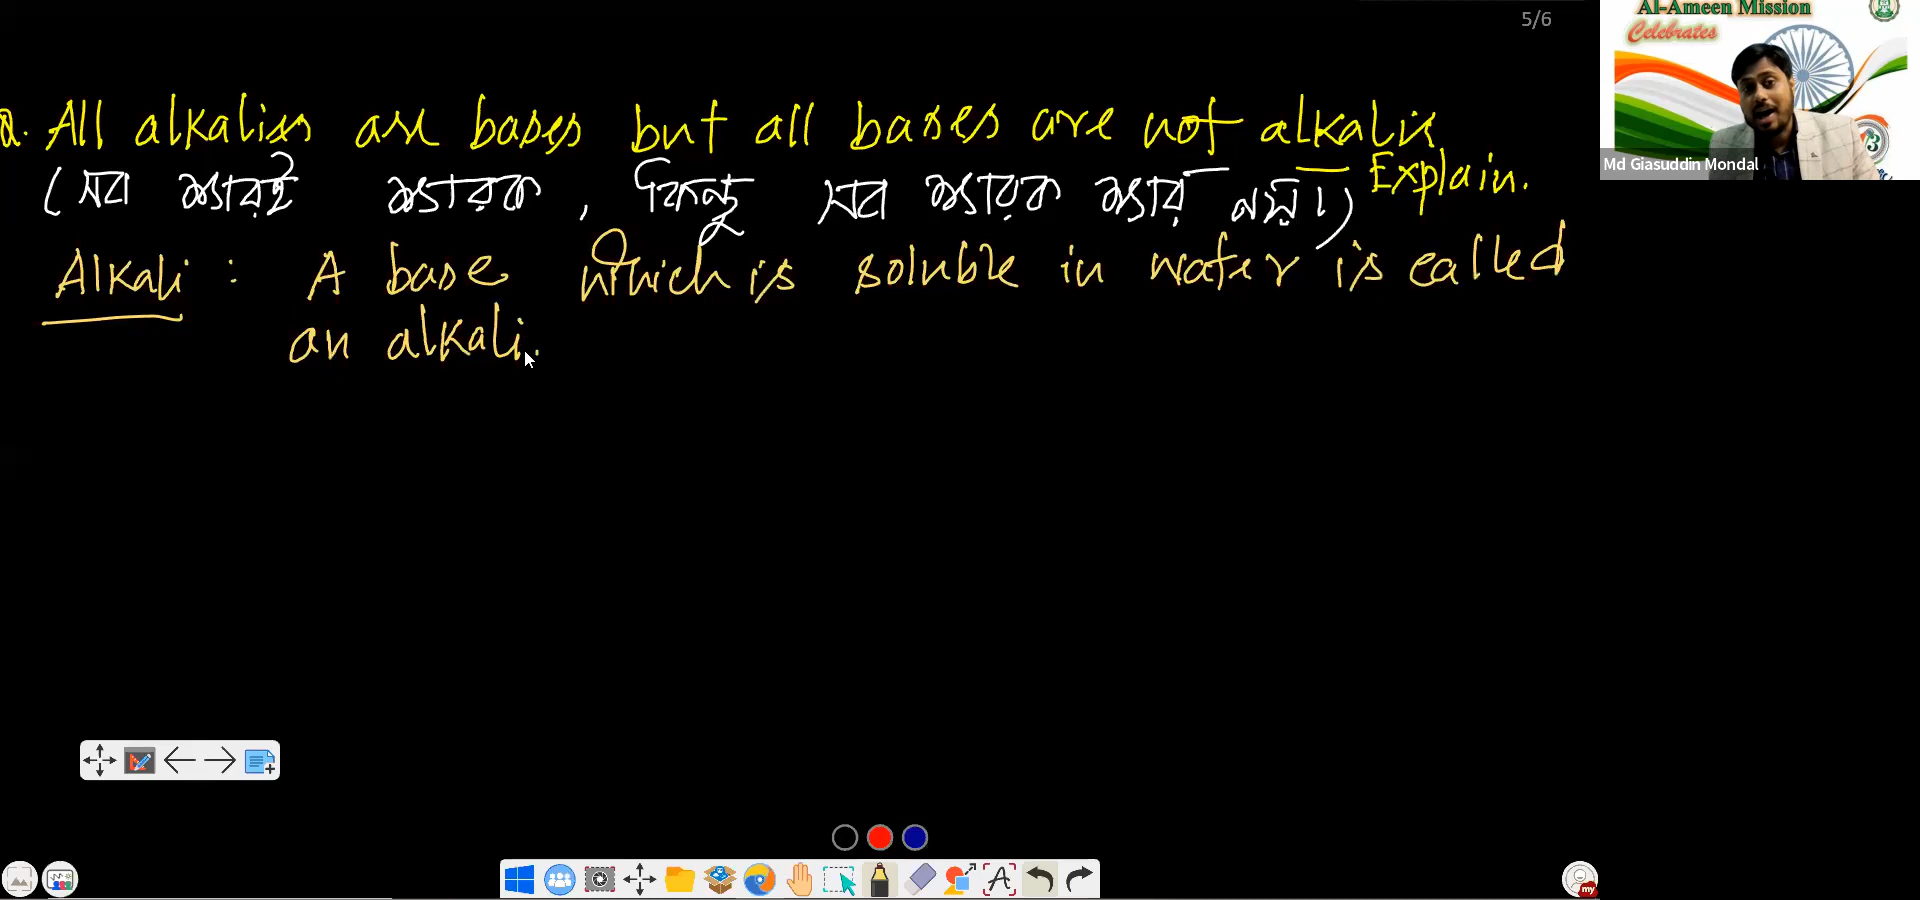 5/6
Al-Ameen Mission
Celebrates
Md Giasuddin Mondal
Q. All alkalies are bases but all bases are not alkalis
Explain.
(সব ক্ষারই ক্ষারক, কিন্তু সব ক্ষারক ক্ষার নয়।)
Alkali : A base which is soluble in water is called
an alkali.